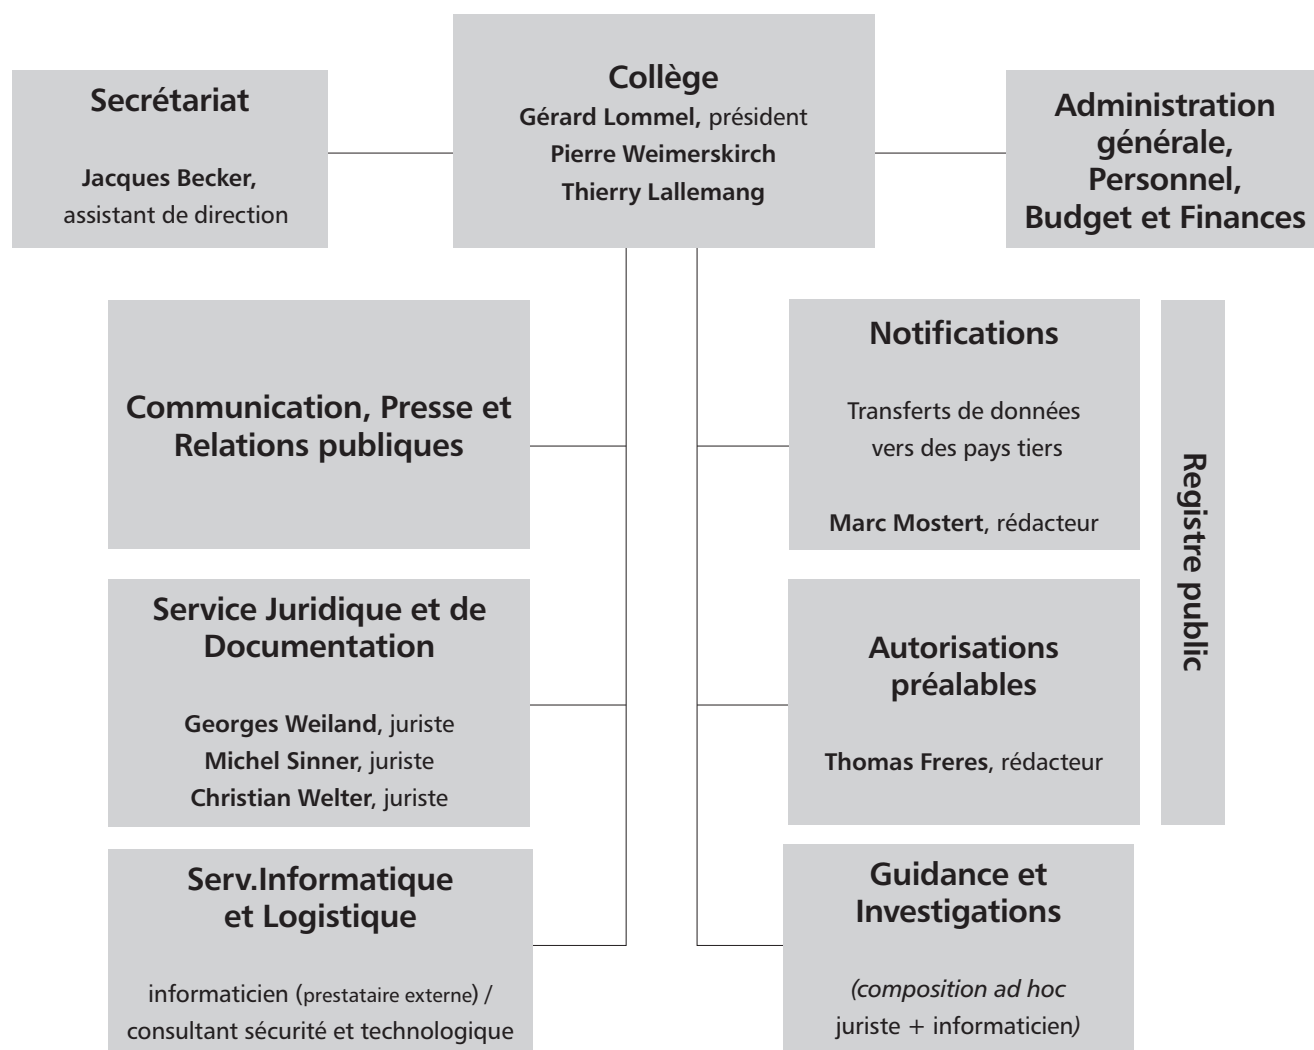 Collège
Gérard Lommel, président
Pierre Weimerskirch
Thierry Lallemang
Secrétariat
Jacques Becker,
assistant de direction
Administration
générale,
Personnel,
Budget et Finances
Communication, Presse et
Relations publiques
Service Juridique et de
Documentation
Georges Weiland, juriste
Michel Sinner, juriste
Christian Welter, juriste
Serv.Informatique
et Logistique
informaticien (prestataire externe) /
consultant sécurité et technologique
Notifications
Transferts de données
vers des pays tiers
Marc Mostert, rédacteur
Autorisations
préalables
Thomas Freres, rédacteur
Registre public
Guidance et
Investigations
(composition ad hoc
juriste + informaticien)